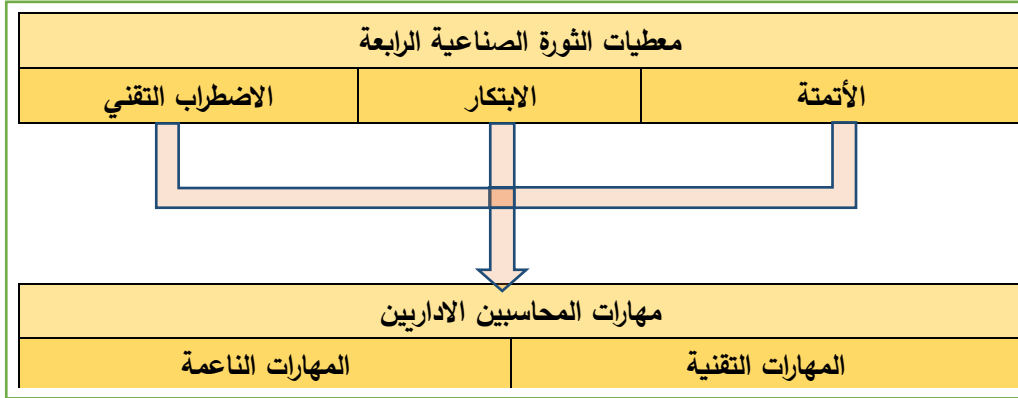 معطيات الثورة الصناعية الرابعة
الأتمتة الابتكار الاضطراب التقني
مهارات المحاسبين الاداريين
المهارات التقنية المهارات الناعمة